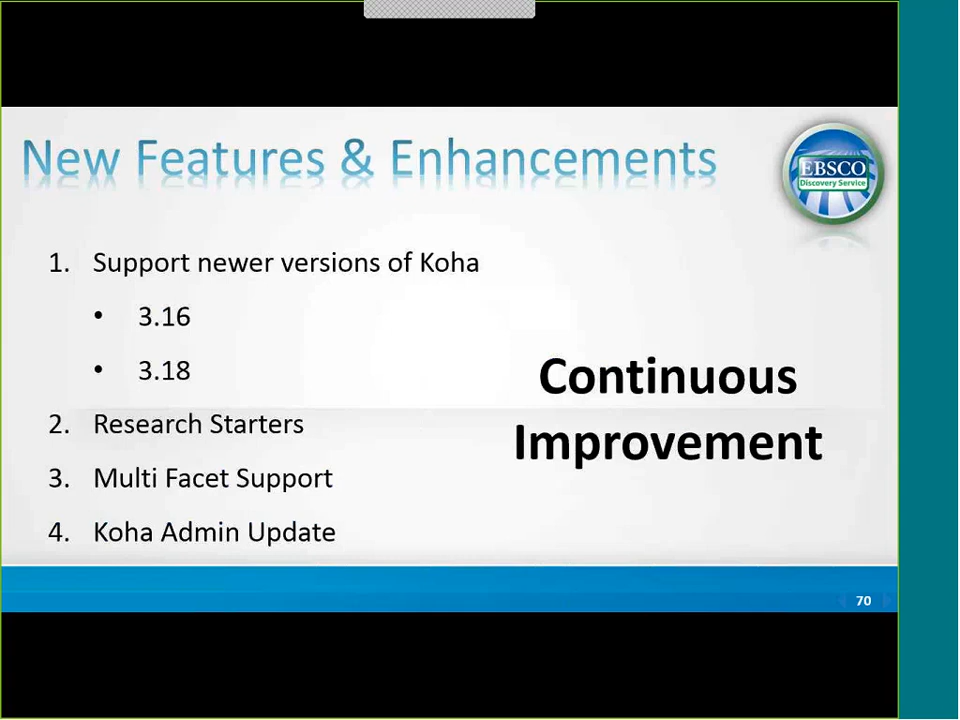 New Features & Enhancements
EBSCO
Discovery Service
1. Support newer versions of Koha
• 3.16
• 3.18
2. Research Starters
3. Multi Facet Support
4. Koha Admin Update
Continuous
Improvement
70